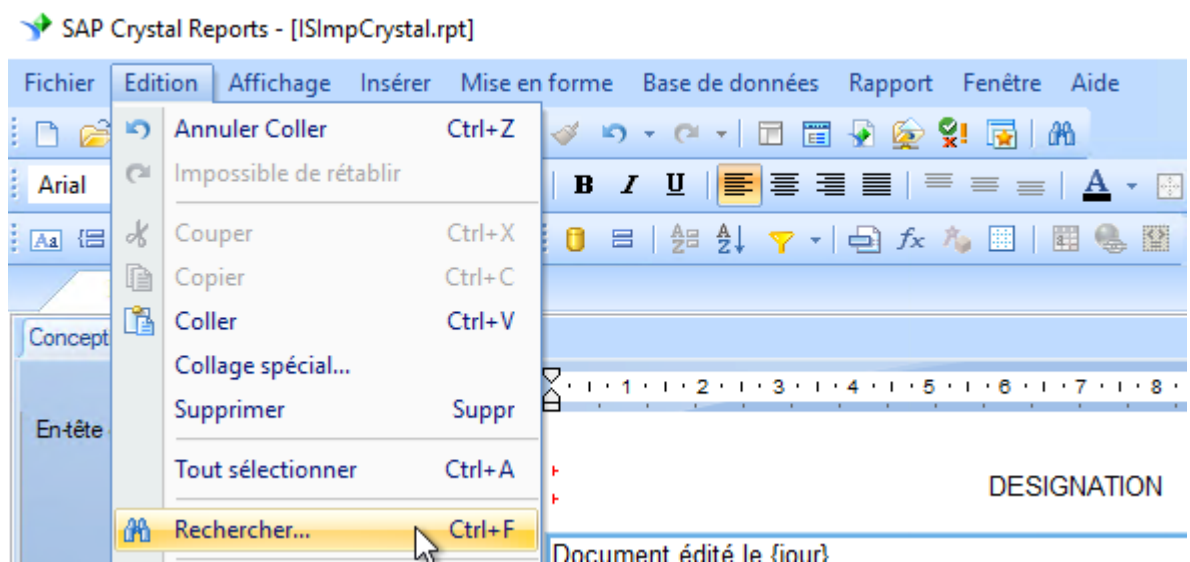 SAP Crystal Reports - [ISImpCrystal.rpt]
Fichier Edition Affichage Insérer Mise en forme Base de données Rapport Fenêtre Aide
Annuler Coller Ctrl+Z
Arial
Impossible de rétablir
B I U A
Couper Ctrl+X
Copier Ctrl+C
Coller Ctrl+V
Concept
Collage spécial...
1 2 3 4 5 6 7 8
Supprimer Suppr
En-tête
Tout sélectionner Ctrl+A
DESIGNATION
Rechercher... Ctrl+F
Document édité le {jour}